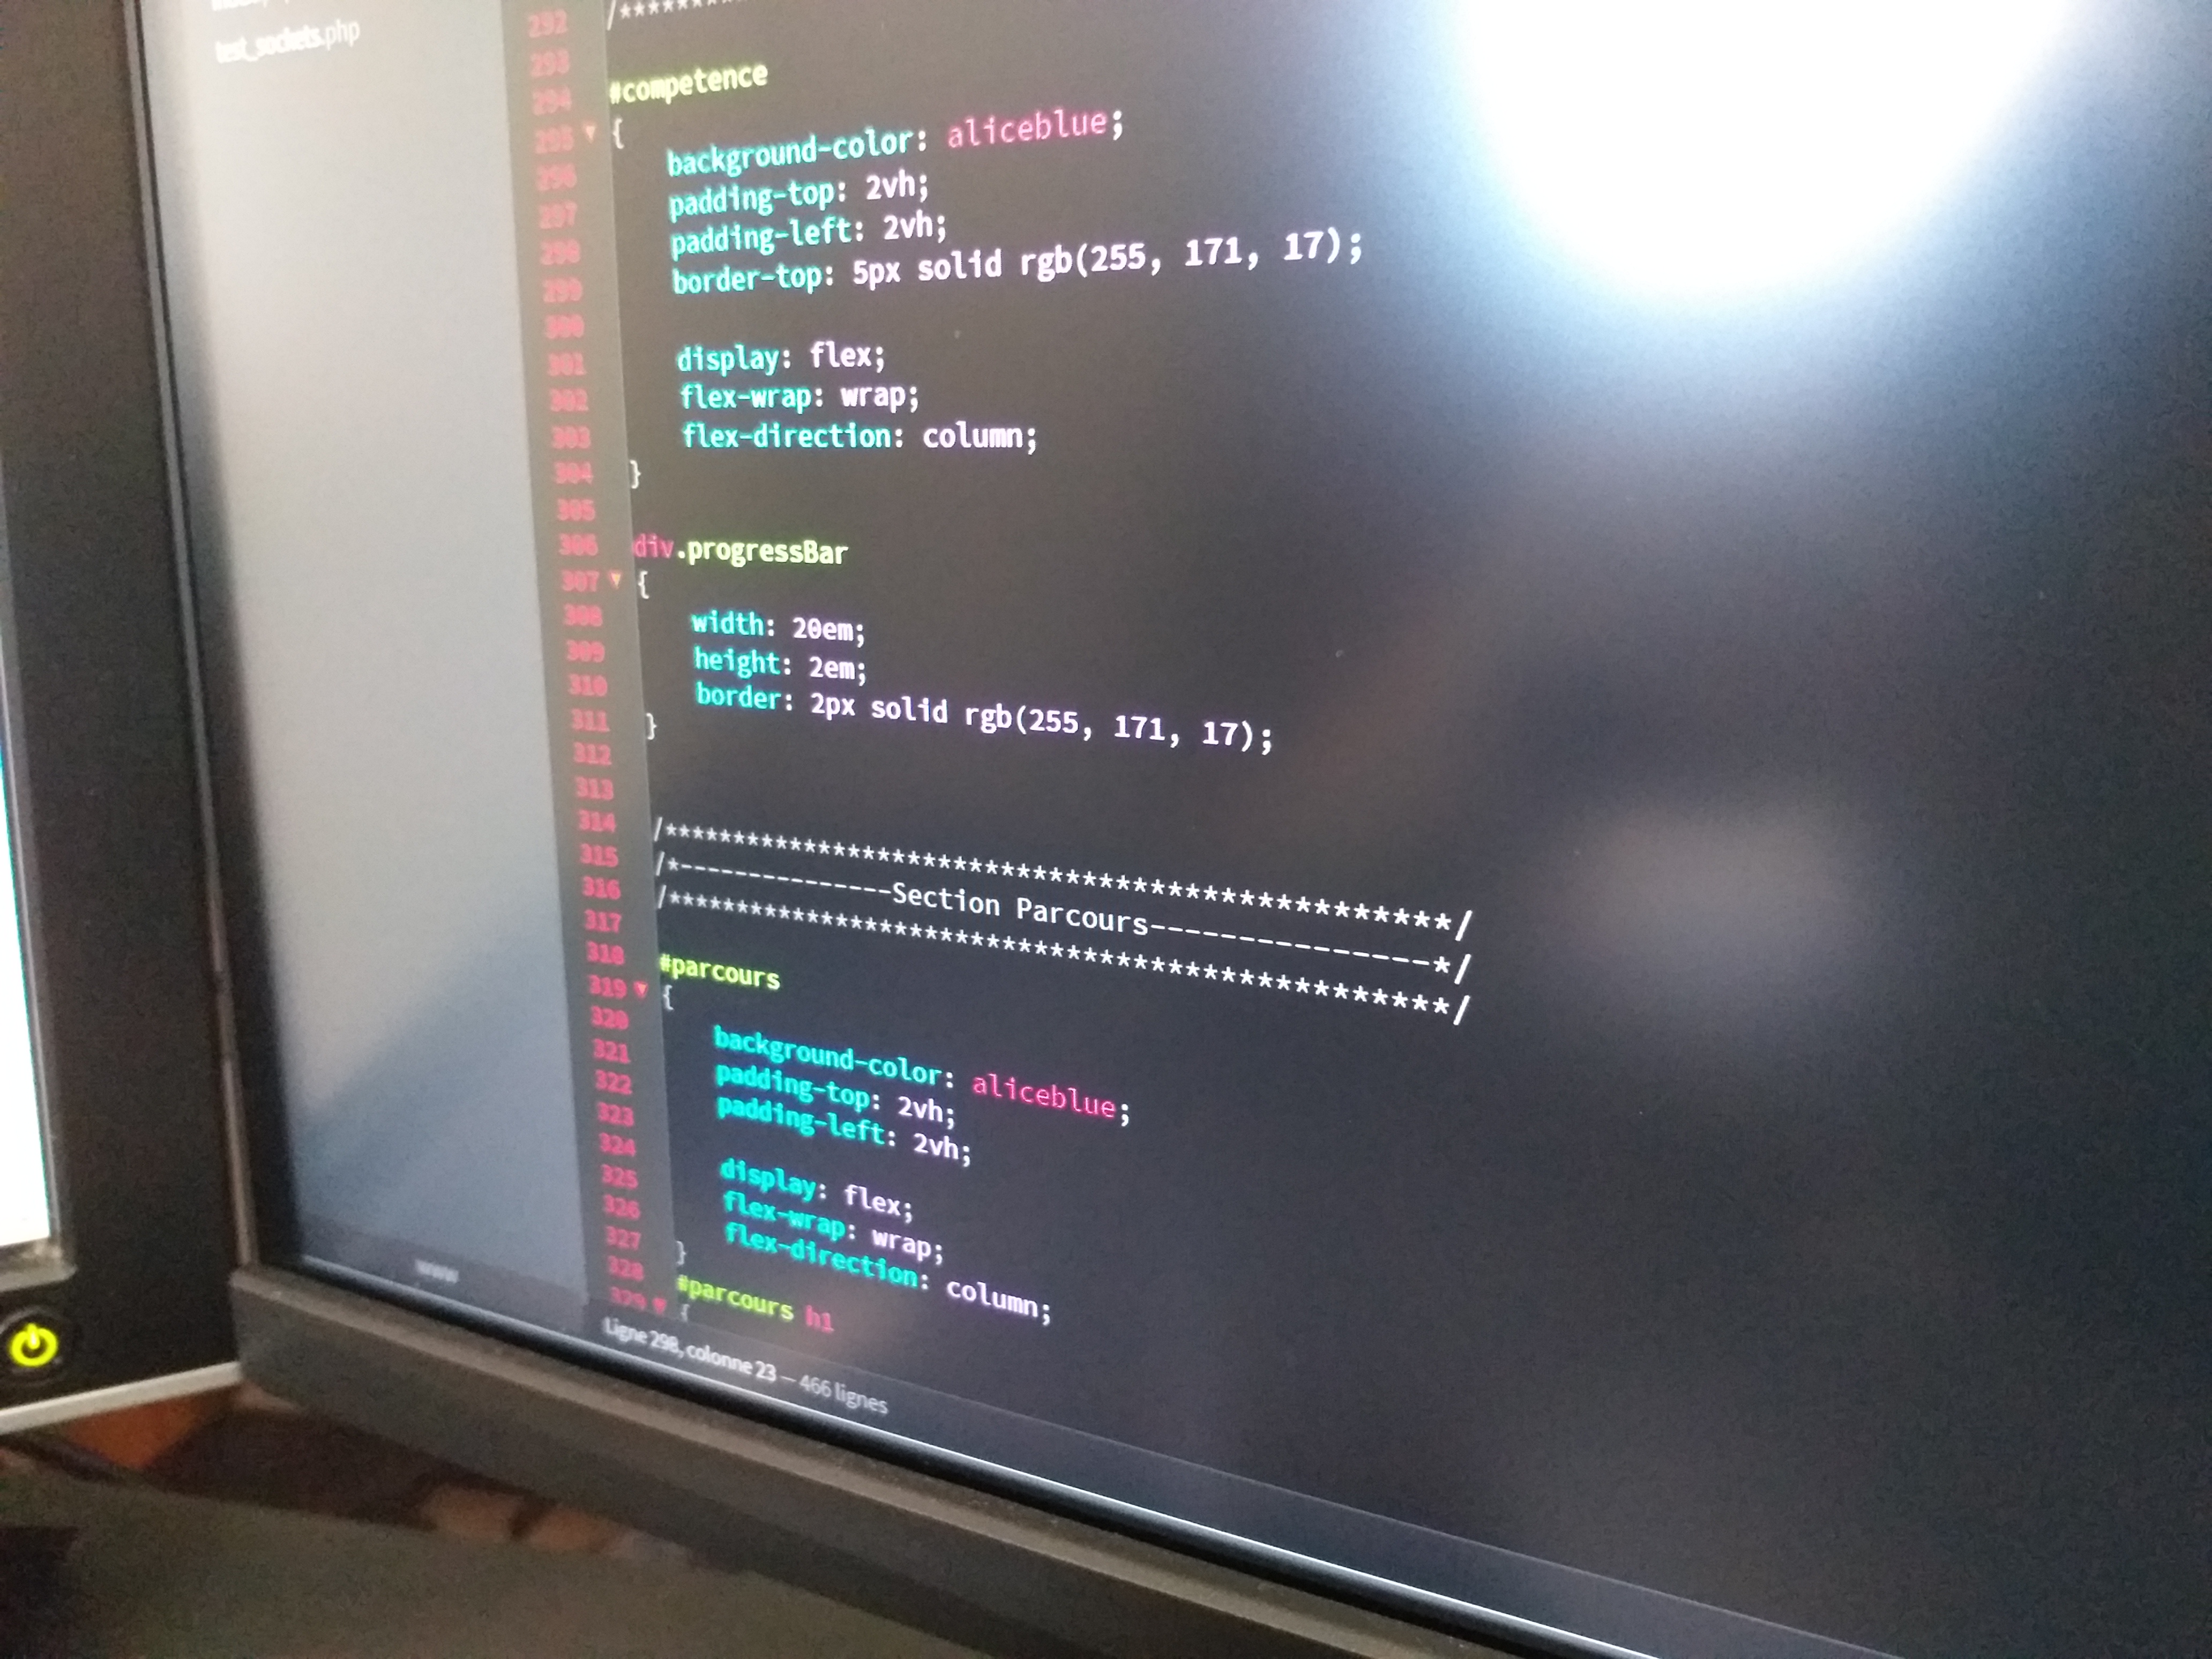 test_sockets.php
292
293
294 #competence
295 {
296 background-color: aliceblue;
297 padding-top: 2vh;
298 padding-left: 2vh;
299 border-top: 5px solid rgb(255, 171, 17);
300
301 display: flex;
302 flex-wrap: wrap;
303 flex-direction: column;
304 }
305
306 div.progressBar
307 {
308 width: 20em;
309 height: 2em;
310 border: 2px solid rgb(255, 171, 17);
311 }
312
313
314 /****************************************************/
315 /*---------------Section Parcours----------------*/
316 /****************************************************/
317
318 #parcours
319 {
320 background-color: aliceblue;
321 padding-top: 2vh;
322 padding-left: 2vh;
323
324 display: flex;
325 flex-wrap: wrap;
326 flex-direction: column;
327 }
328 #parcours h1
329 {
www
Ligne 298, colonne 23 — 466 lignes